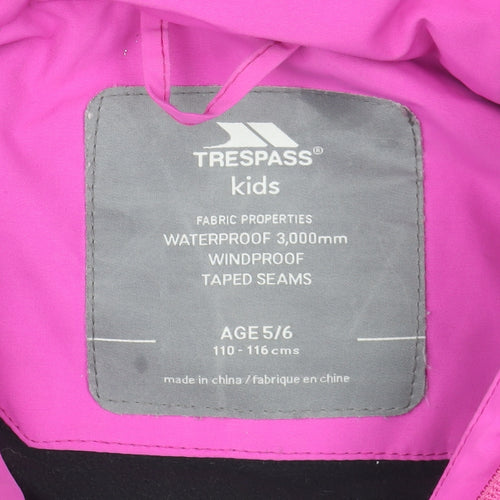 TRESPASS®
kids
FABRIC PROPERTIES
WATERPROOF 3,000mm
WINDPROOF
TAPED SEAMS
AGE 5/6
110 - 116 cms
made in china / fabrique en chine